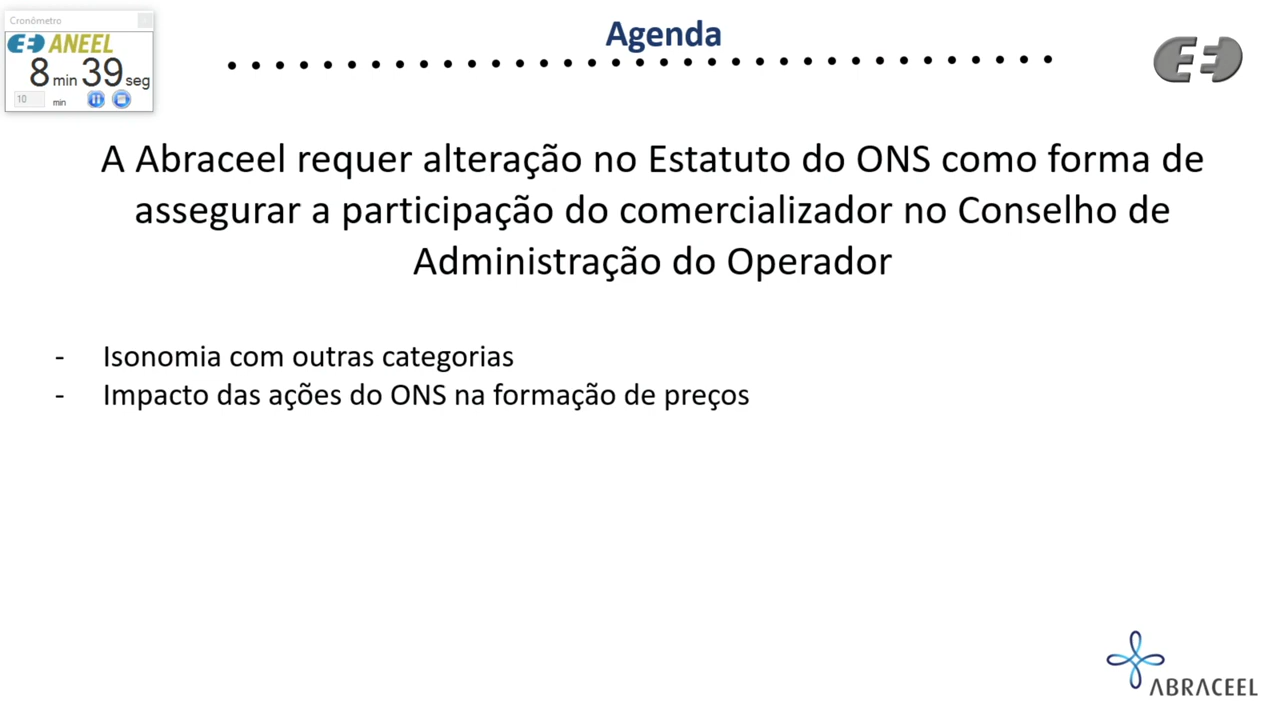 Cronômetro
ANEEL
8 min 39 seg
10 min
Agenda
A Abraceel requer alteração no Estatuto do ONS como forma de
assegurar a participação do comercializador no Conselho de
Administração do Operador
- Isonomia com outras categorias
- Impacto das ações do ONS na formação de preços
ABRACEEL